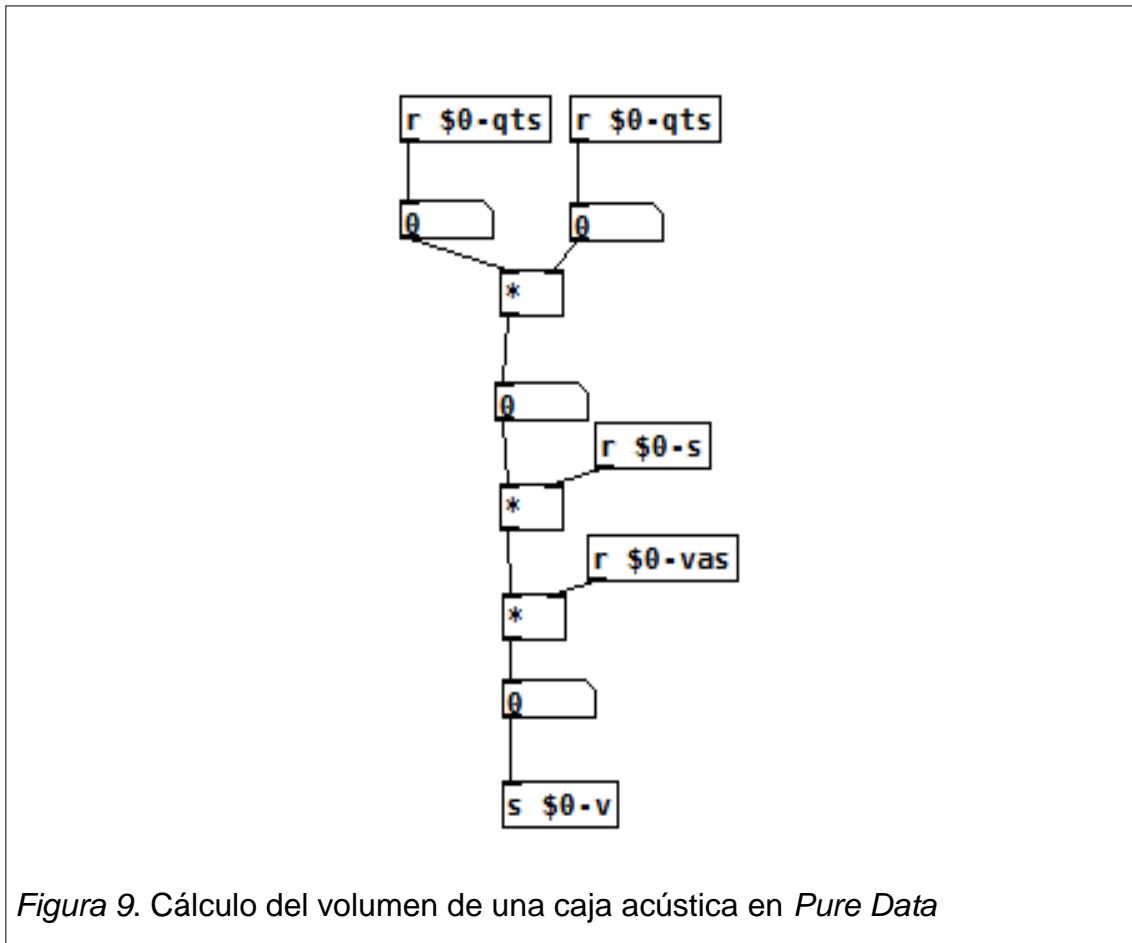 r $0-qts r $0-qts
0 0
*
0
r $0-s
*
r $0-vas
*
0
s $0-v
Figura 9. Cálculo del volumen de una caja acústica en Pure Data